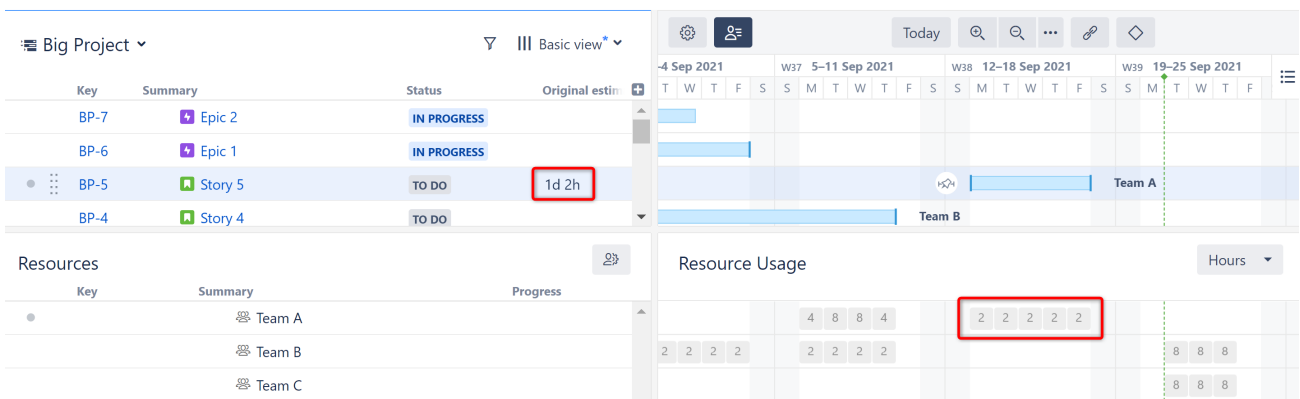 Big Project
Basic view*
Today
-4 Sep 2021 W37 5–11 Sep 2021 W38 12–18 Sep 2021 W39 19–25 Sep 2021
Key Summary Status Original estim
T W T F S S M T W T F S S M T W T F S S M T W T F
BP-7 Epic 2 IN PROGRESS
BP-6 Epic 1 IN PROGRESS
BP-5 Story 5 TO DO 1d 2h Team A
BP-4 Story 4 TO DO Team B
Resources
Resource Usage Hours
Key Summary Progress
Team A 4 8 8 4 2 2 2 2 2
Team B 2 2 2 2 2 2 2 2 8 8 8
Team C 8 8 8